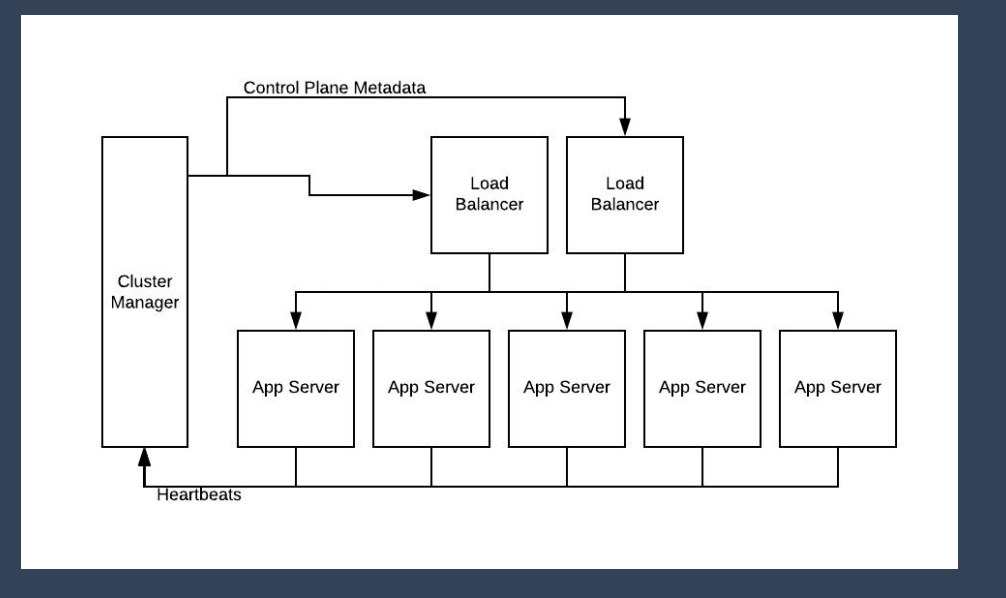 Control Plane Metadata
Load
Balancer
Load
Balancer
Cluster
Manager
App Server
App Server
App Server
App Server
App Server
Heartbeats